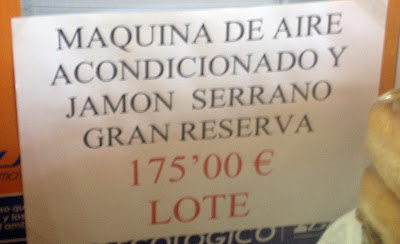 MAQUINA DE AIRE
ACONDICIONADO Y
JAMON SERRANO
GRAN RESERVA
175'00 €
LOTE